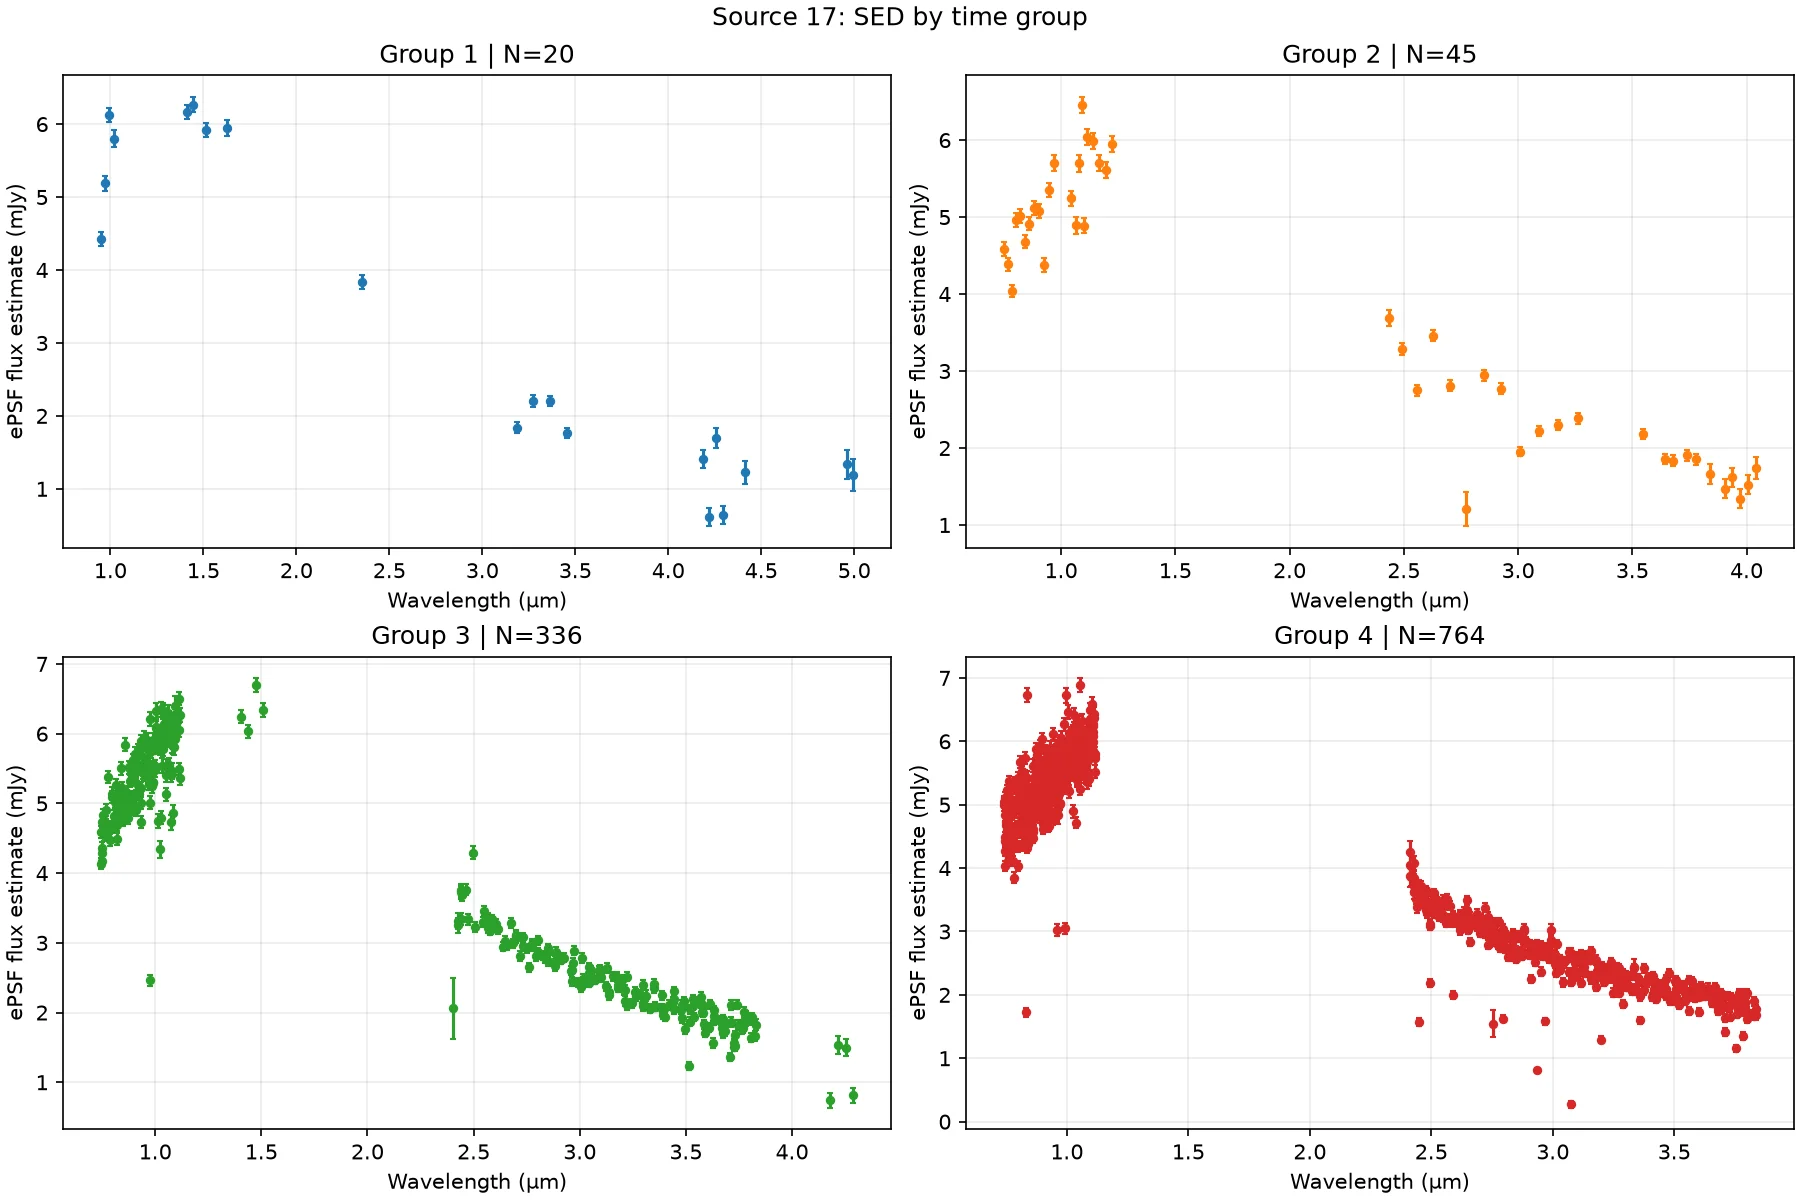 Source 17: SED by time group
Group 1 | N=20
ePSF flux estimate (mJy)
6
5
4
3
2
1
1.0 1.5 2.0 2.5 3.0 3.5 4.0 4.5 5.0
Wavelength (µm)
Group 2 | N=45
ePSF flux estimate (mJy)
6
5
4
3
2
1
1.0 1.5 2.0 2.5 3.0 3.5 4.0
Wavelength (µm)
Group 3 | N=336
ePSF flux estimate (mJy)
7
6
5
4
3
2
1
1.0 1.5 2.0 2.5 3.0 3.5 4.0
Wavelength (µm)
Group 4 | N=764
ePSF flux estimate (mJy)
7
6
5
4
3
2
1
0
1.0 1.5 2.0 2.5 3.0 3.5
Wavelength (µm)